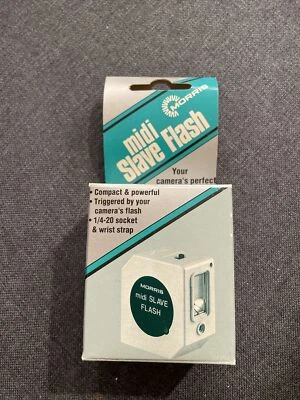 MORRIS
midi
Slave Flash
Your
camera's perfect
• Compact & powerful
• Triggered by your
camera's flash
• 1/4-20 socket
& wrist strap
MORRIS
midi SLAVE
FLASH